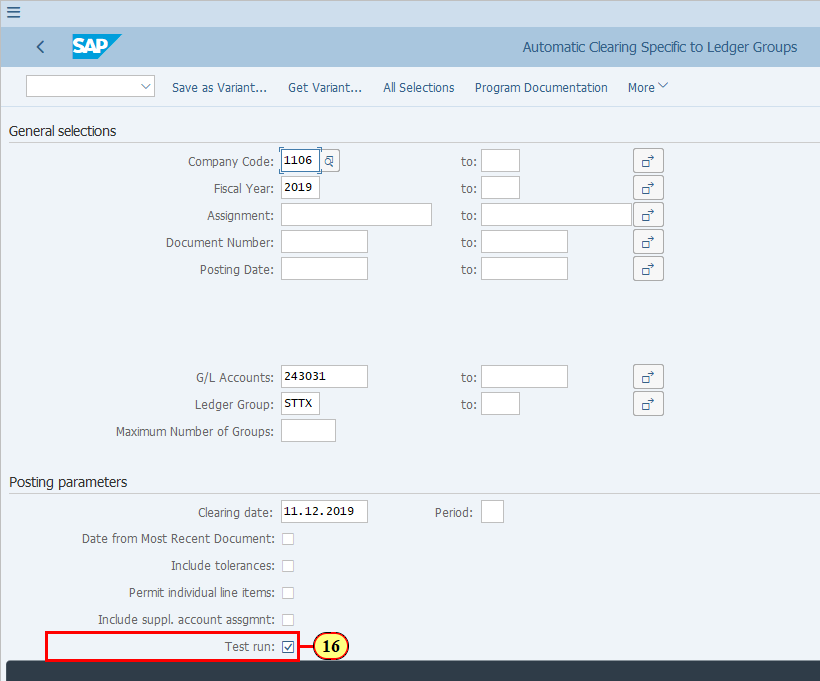 SAP
Automatic Clearing Specific to Ledger Groups
Save as Variant... Get Variant... All Selections Program Documentation More
General selections
Company Code: 1106 to:
Fiscal Year: 2019 to:
Assignment: to:
Document Number: to:
Posting Date: to:
G/L Accounts: 243031 to:
Ledger Group: STTX to:
Maximum Number of Groups:
Posting parameters
Clearing date: 11.12.2019 Period:
Date from Most Recent Document:
Include tolerances:
Permit individual line items:
Include suppl. account assgmnt:
Test run: 16